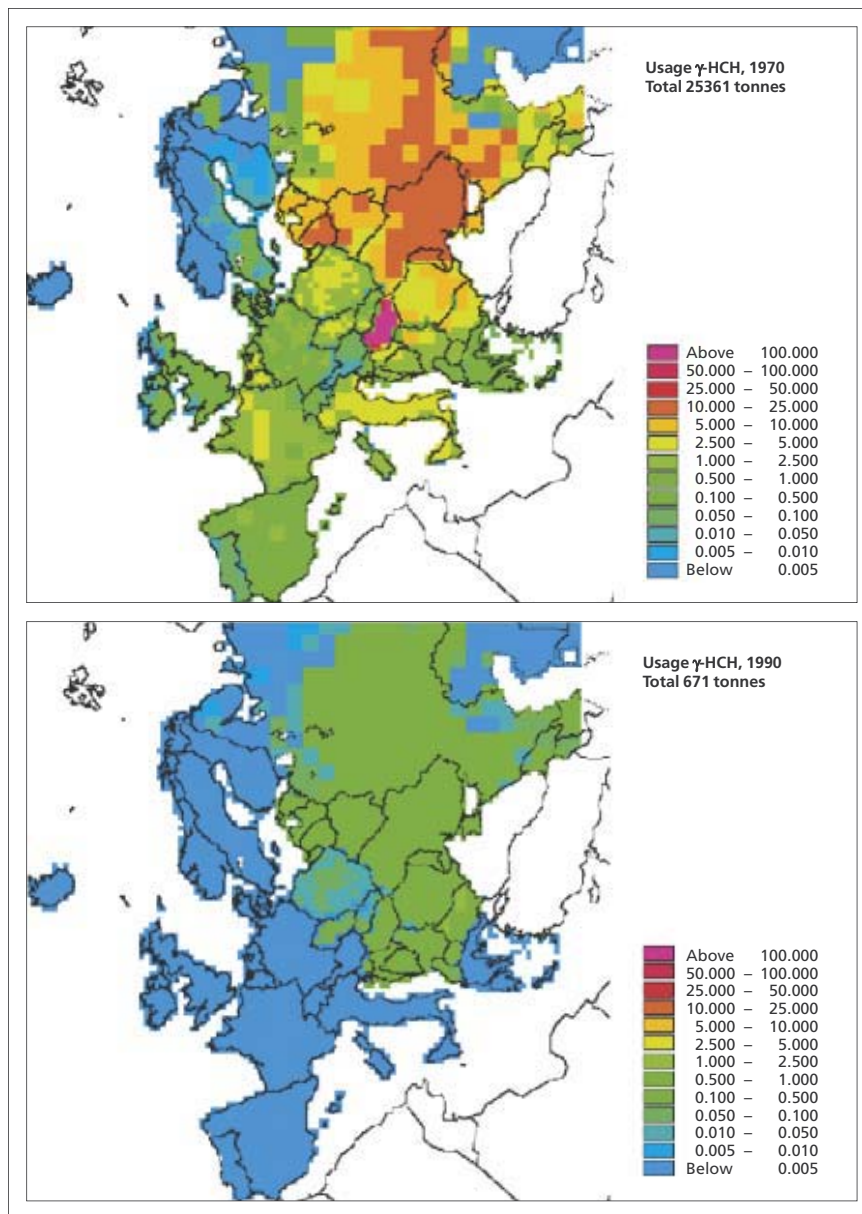 Usage γ-HCH, 1970
Total 25361 tonnes
Above 100.000
50.000 – 100.000
25.000 – 50.000
10.000 – 25.000
5.000 – 10.000
2.500 – 5.000
1.000 – 2.500
0.500 – 1.000
0.100 – 0.500
0.050 – 0.100
0.010 – 0.050
0.005 – 0.010
Below 0.005
Usage γ-HCH, 1990
Total 671 tonnes
Above 100.000
50.000 – 100.000
25.000 – 50.000
10.000 – 25.000
5.000 – 10.000
2.500 – 5.000
1.000 – 2.500
0.500 – 1.000
0.100 – 0.500
0.050 – 0.100
0.010 – 0.050
0.005 – 0.010
Below 0.005